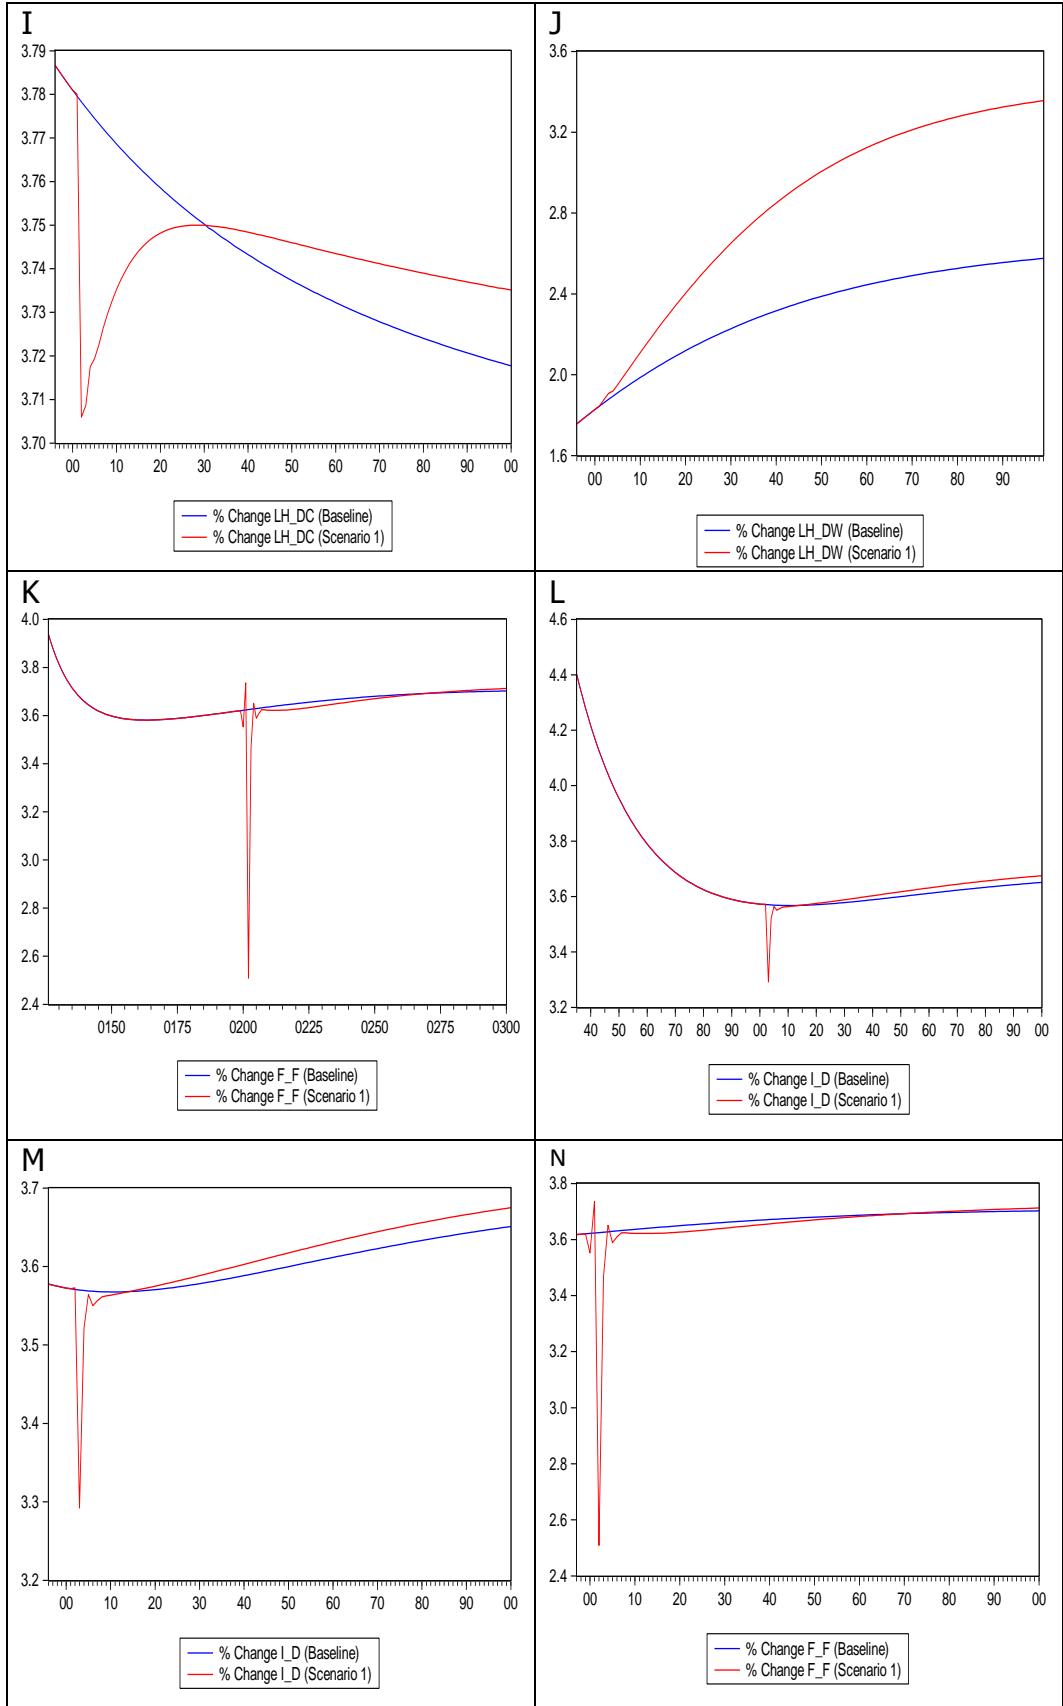 I
3.79
3.78
3.77
3.76
3.75
3.74
3.73
3.72
3.71
3.70
00 10 20 30 40 50 60 70 80 90 00
% Change LH_DC (Baseline)
% Change LH_DC (Scenario 1)
J
3.6
3.2
2.8
2.4
2.0
1.6
00 10 20 30 40 50 60 70 80 90
% Change LH_DW (Baseline)
% Change LH_DW (Scenario 1)
K
4.0
3.8
3.6
3.4
3.2
3.0
2.8
2.6
2.4
0150 0175 0200 0225 0250 0275 0300
% Change F_F (Baseline)
% Change F_F (Scenario 1)
L
4.6
4.4
4.2
4.0
3.8
3.6
3.4
3.2
40 50 60 70 80 90 00 10 20 30 40 50 60 70 80 90 00
% Change I_D (Baseline)
% Change I_D (Scenario 1)
M
3.7
3.6
3.5
3.4
3.3
3.2
00 10 20 30 40 50 60 70 80 90 00
% Change I_D (Baseline)
% Change I_D (Scenario 1)
N
3.8
3.6
3.4
3.2
3.0
2.8
2.6
2.4
00 10 20 30 40 50 60 70 80 90 00
% Change F_F (Baseline)
% Change F_F (Scenario 1)